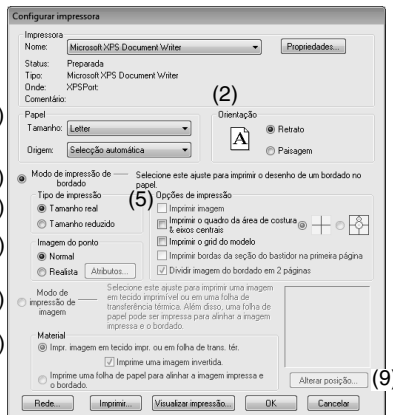 Configurar impressora
Impressora
Nome: Microsoft XPS Document Writer Propriedades...
Status: Preparada
Tipo: Microsoft XPS Document Writer
Onde: XPSPort:
Comentário:
(2)
Papel
Tamanho: Letter
Origem: Selecção automática
Orientação
A
Retrato
Paisagem
Modo de impressão de bordado
Selecione este ajuste para imprimir o desenho de um bordado no
papel.
Tipo de impressão
Tamanho real
Tamanho reduzido
Imagem do ponto
Normal
Realista Atributos...
(5)
Opções de impressão
Imprimir imagem
Imprimir o quadro da área de costura
& eixos centrais
Imprimir o grid do modelo
Imprimir bordas da seção do bastidor na primeira página
Dividir imagem do bordado em 2 páginas
Modo de
impressão de
imagem
Selecione este ajuste para imprimir uma imagem
em tecido imprimível ou em uma folha de
transferência térmica. Além disso, uma folha de
papel pode ser impressa para alinhar a imagem
impressa e o bordado.
Material
Impr. imagem em tecido impr. ou em folha de trans. tér.
Imprime uma imagem invertida.
Imprime uma folha de papel para alinhar a imagem impressa e
o bordado.
Alterar posição... (9)
Rede... Imprimir... Visualizar impressão... OK Cancelar